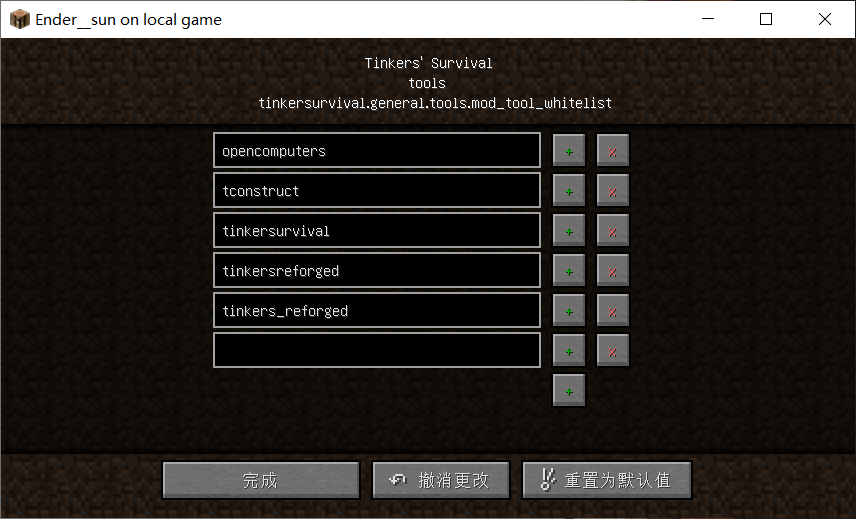 Ender__sun on local game
Tinkers' Survival
tools
tinkersurvival.general.tools.mod_tool_whitelist
opencomputers
+ x
tconstruct
+ x
tinkersurvival
+ x
tinkersreforged
+ x
tinkers_reforged
+ x
+ x
+
完成
撤消更改
重置为默认值